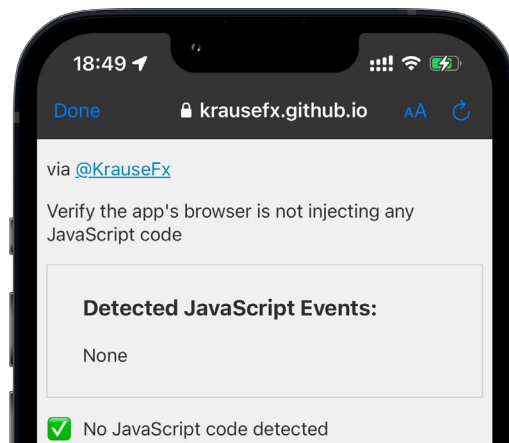 18:49
Done krausefx.github.io AA
via @KrauseFx
Verify the app's browser is not injecting any
JavaScript code
Detected JavaScript Events:
None
No JavaScript code detected